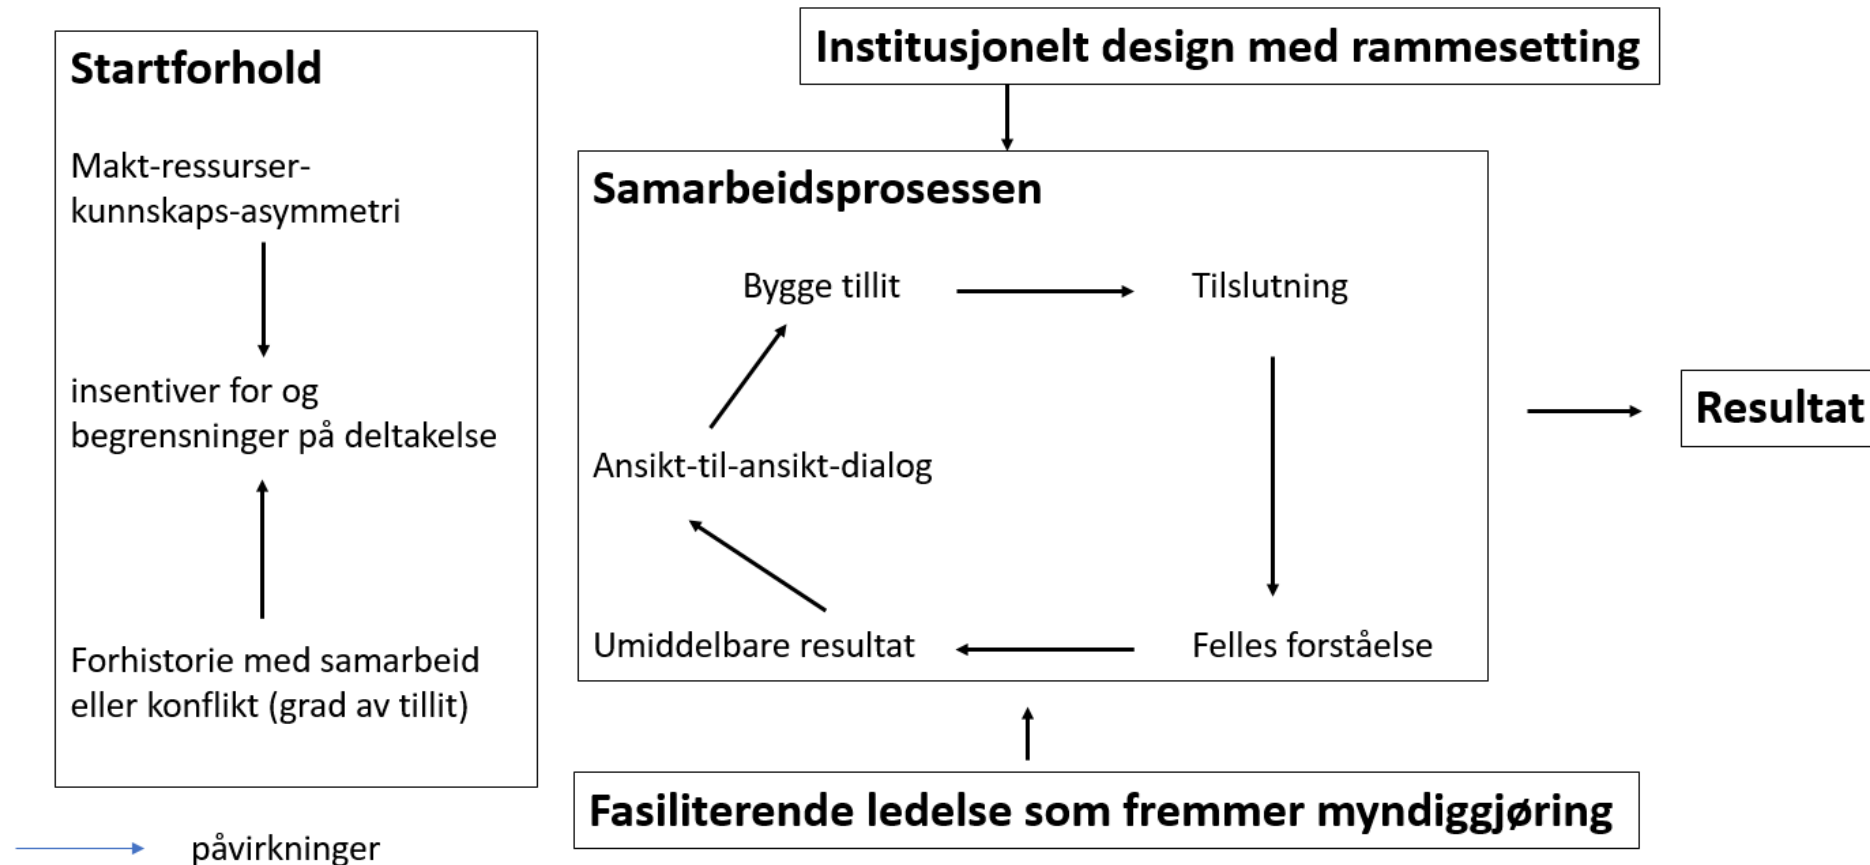 Startforhold
Makt-ressurser-
kunnskaps-asymmetri
insentiver for og
begrensninger på deltakelse
Forhistorie med samarbeid
eller konflikt (grad av tillit)
påvirkninger
Institusjonelt design med rammesetting
Samarbeidsprosessen
Bygge tillit
Tilslutning
Ansikt-til-ansikt-dialog
Umiddelbare resultat
Felles forståelse
Fasiliterende ledelse som fremmer myndiggjøring
Resultat